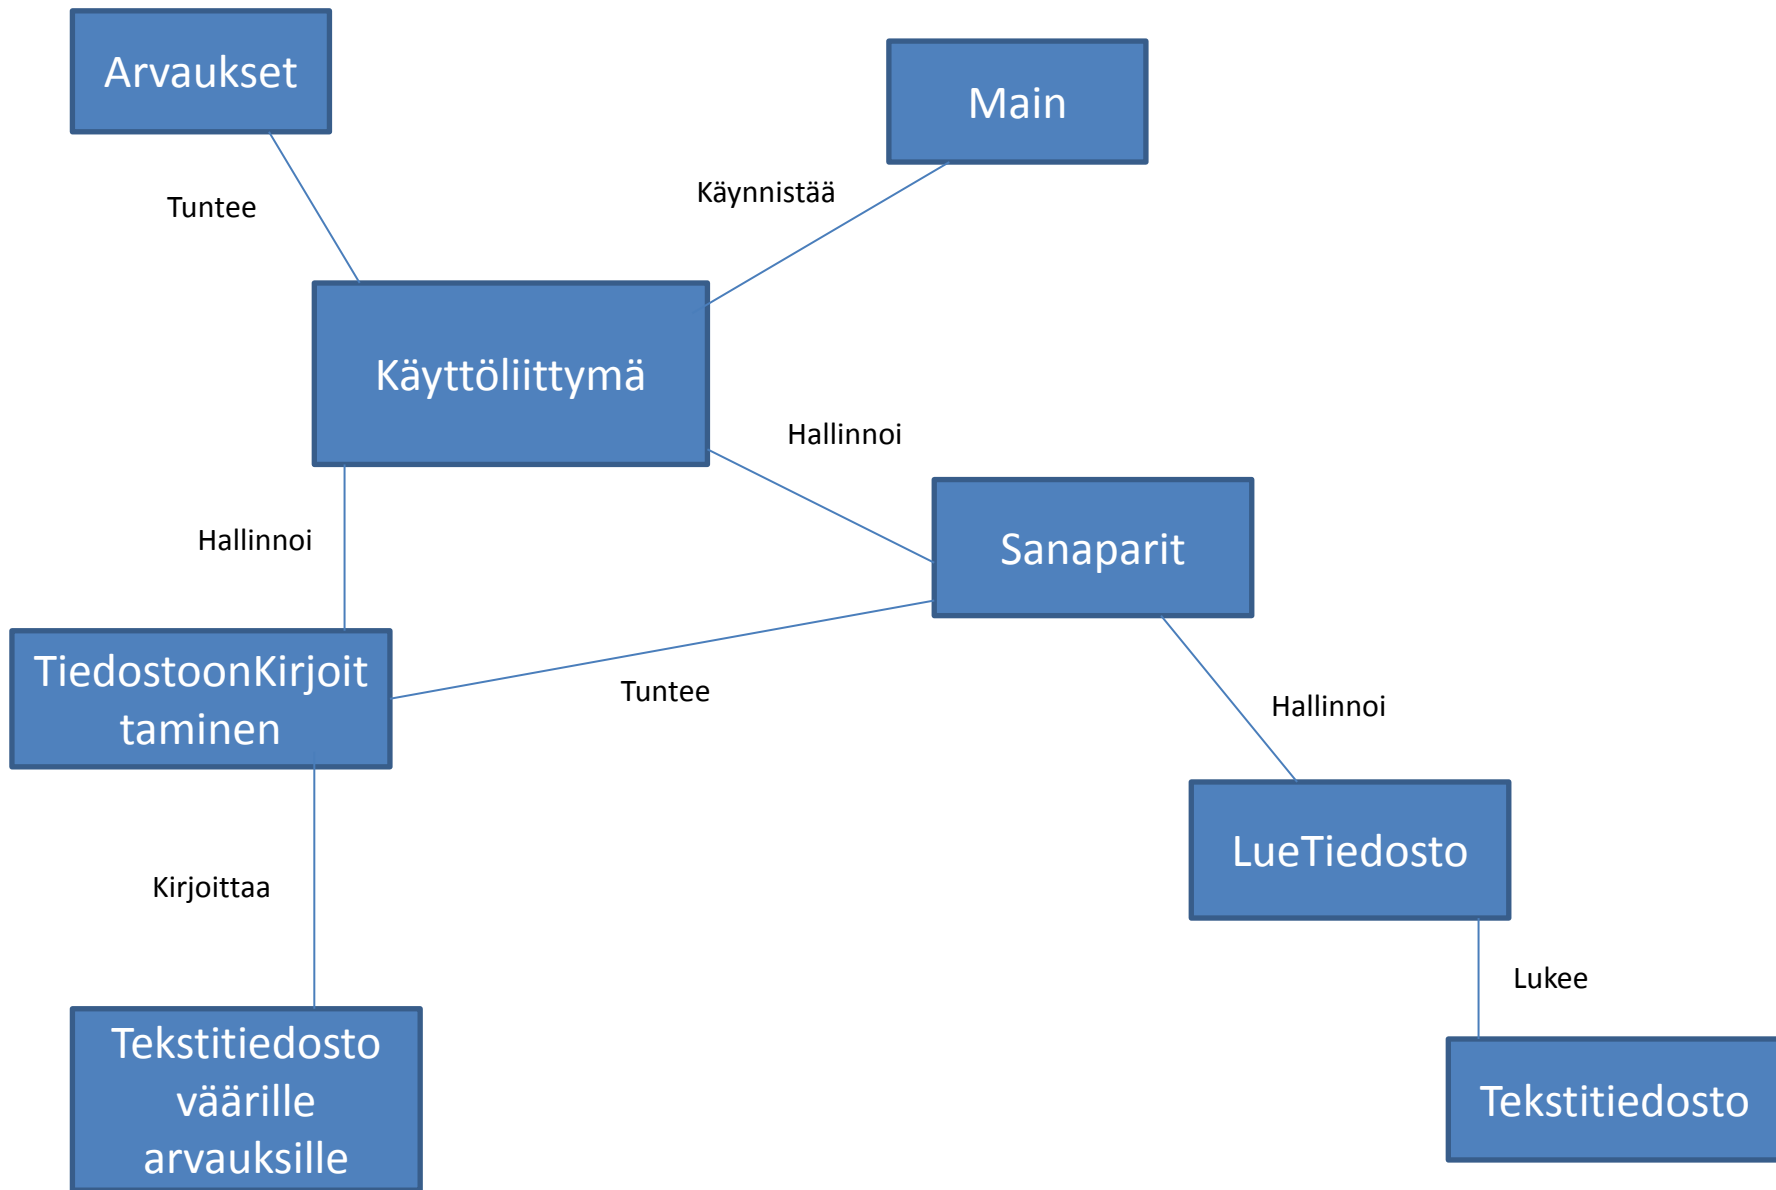 Arvaukset
Main
Käynnistää
Tuntee
Käyttöliittymä
Hallinnoi
Hallinnoi
Sanaparit
TiedostoonKirjoit
taminen
Tuntee
Hallinnoi
LueTiedosto
Kirjoittaa
Lukee
Tekstitiedosto
väärille
arvauksille
Tekstitiedosto